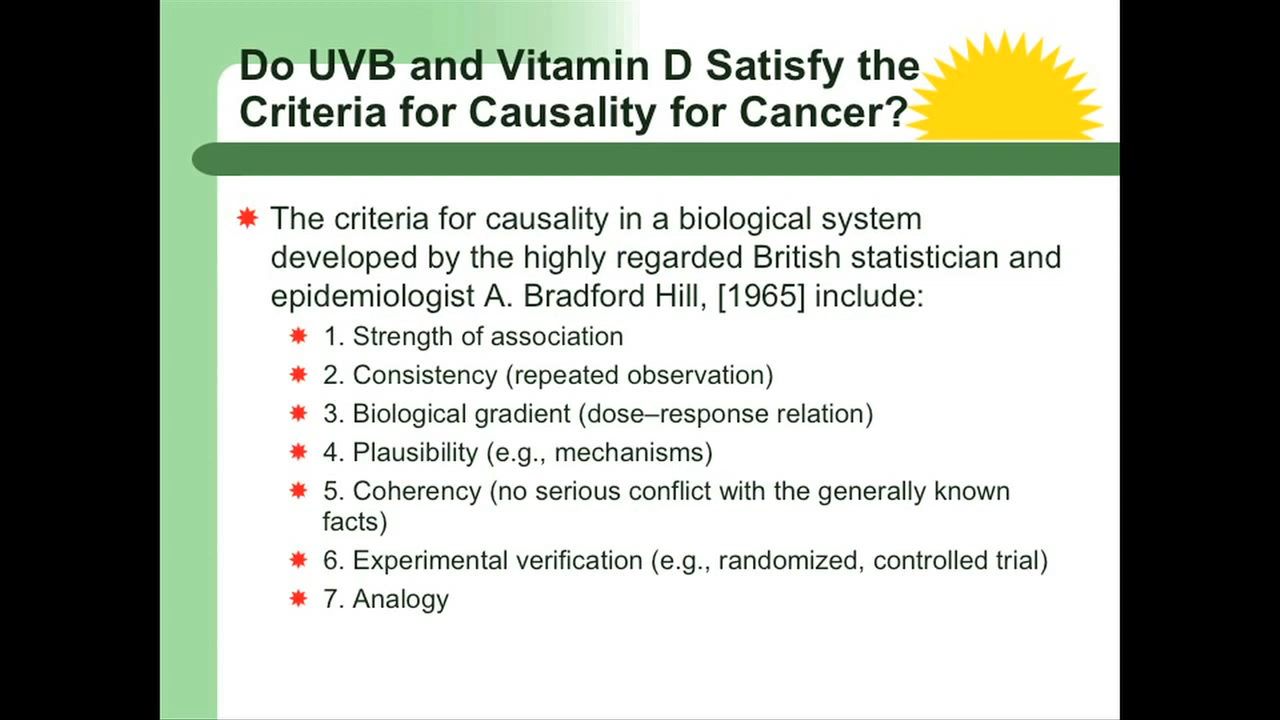 Do UVB and Vitamin D Satisfy the
Criteria for Causality for Cancer?
The criteria for causality in a biological system
developed by the highly regarded British statistician and
epidemiologist A. Bradford Hill, [1965] include:
1. Strength of association
2. Consistency (repeated observation)
3. Biological gradient (dose–response relation)
4. Plausibility (e.g., mechanisms)
5. Coherency (no serious conflict with the generally known
facts)
6. Experimental verification (e.g., randomized, controlled trial)
7. Analogy